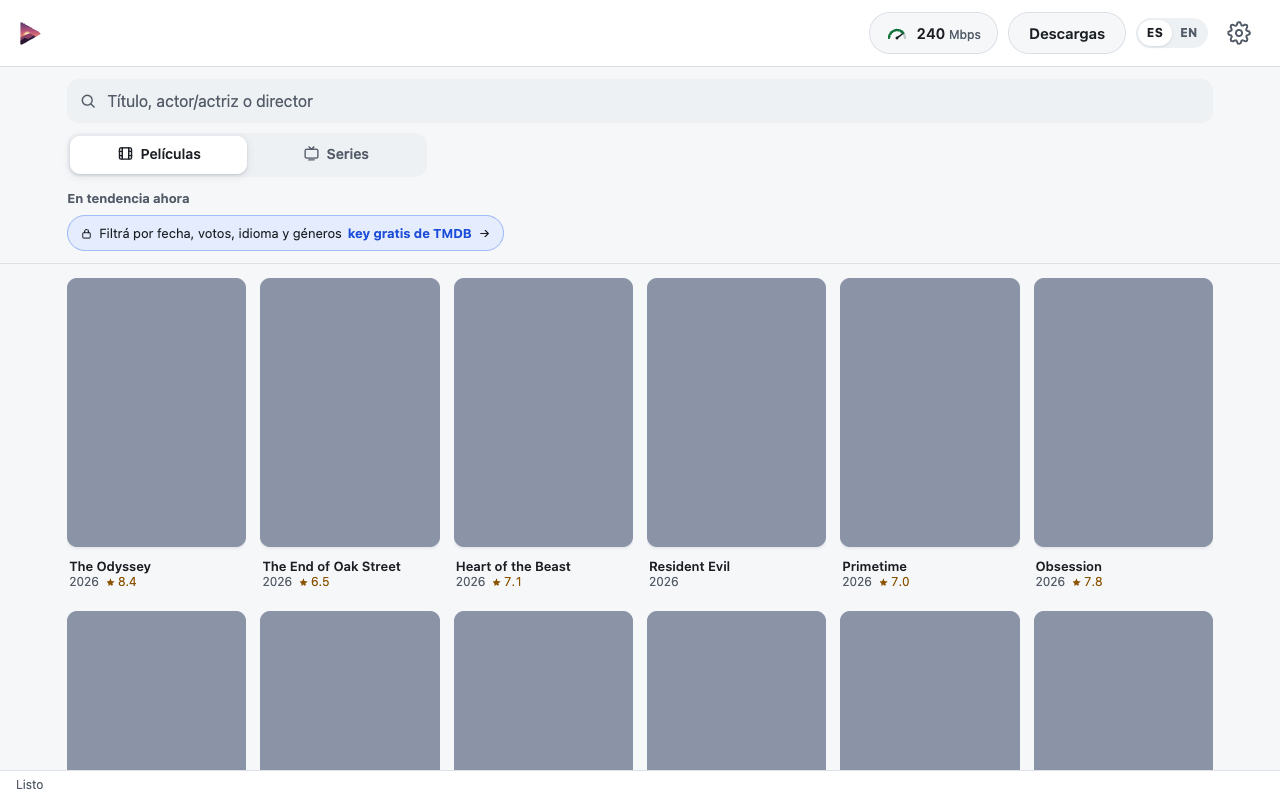 240 Mbps
Descargas
ES EN
Título, actor/actriz o director
Películas
Series
En tendencia ahora
Filtrá por fecha, votos, idioma y géneros key gratis de TMDB →
The Odyssey
2026 ★ 8.4
The End of Oak Street
2026 ★ 6.5
Heart of the Beast
2026 ★ 7.1
Resident Evil
2026
Primetime
2026 ★ 7.0
Obsession
2026 ★ 7.8
Listo